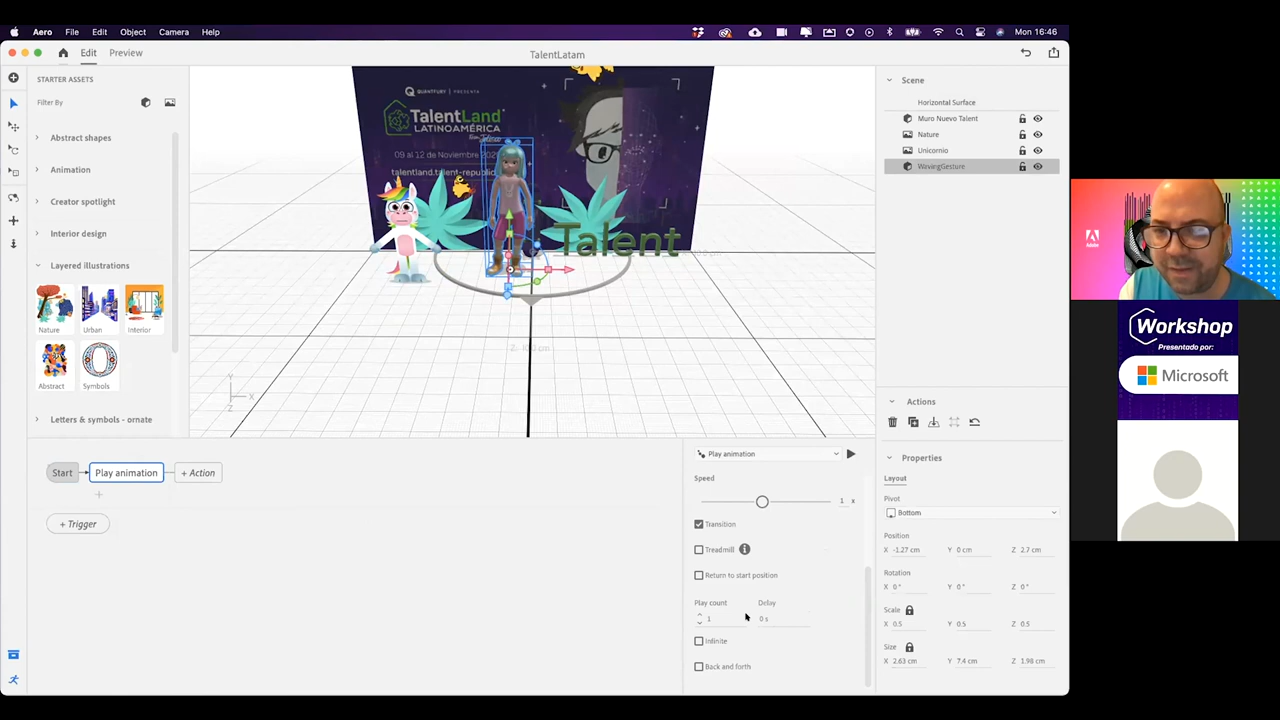 Aero File Edit Object Camera Help
Mon 16:46
Edit Preview
TalentLatam
STARTER ASSETS
Filter By
Abstract shapes
Animation
Creator spotlight
Interior design
Layered illustrations
Nature Urban Interior
Abstract Symbols
Letters & symbols - ornate
PRESENTA
TalentLand
LATINOAMÉRICA
09 al 12 de Noviembre
Talent
Y
X
Z
Scene
Horizontal Surface
Muro Nuevo Talent
Nature
Unicornio
WavingGesture
Actions
Properties
Layout
Pivot
Bottom
Position
X -1.27 cm Y 0 cm Z 2.7 cm
Rotation
X 0° Y 0° Z 0°
Scale
X 0.5 Y 0.5 Z 0.5
Size
X 2.63 cm Y 7.4 cm Z 1.98 cm
Start Play animation + Action
+ Trigger
Play animation
Speed
1 x
Transition
Treadmill
Return to start position
Play count Delay
1 0 s
Infinite
Back and forth
Adobe
Workshop
Presentado por:
Microsoft